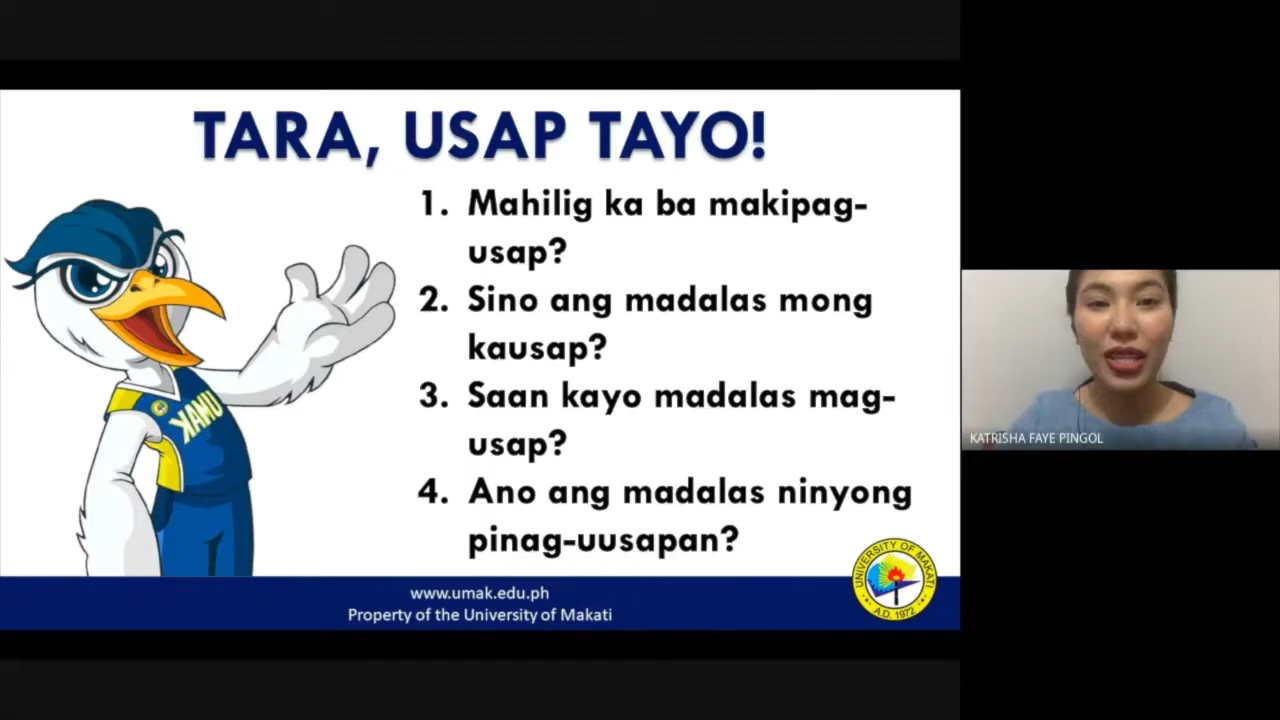 TARA, USAP TAYO!
1. Mahilig ka ba makipag-
usap?
2. Sino ang madalas mong
kausap?
3. Saan kayo madalas mag-
usap?
4. Ano ang madalas ninyong
pinag-uusapan?
UMAK
KATRISHA FAYE PINGOL
www.umak.edu.ph
Property of the University of Makati
UNIVERSITY OF MAKATI
A.D. 1972